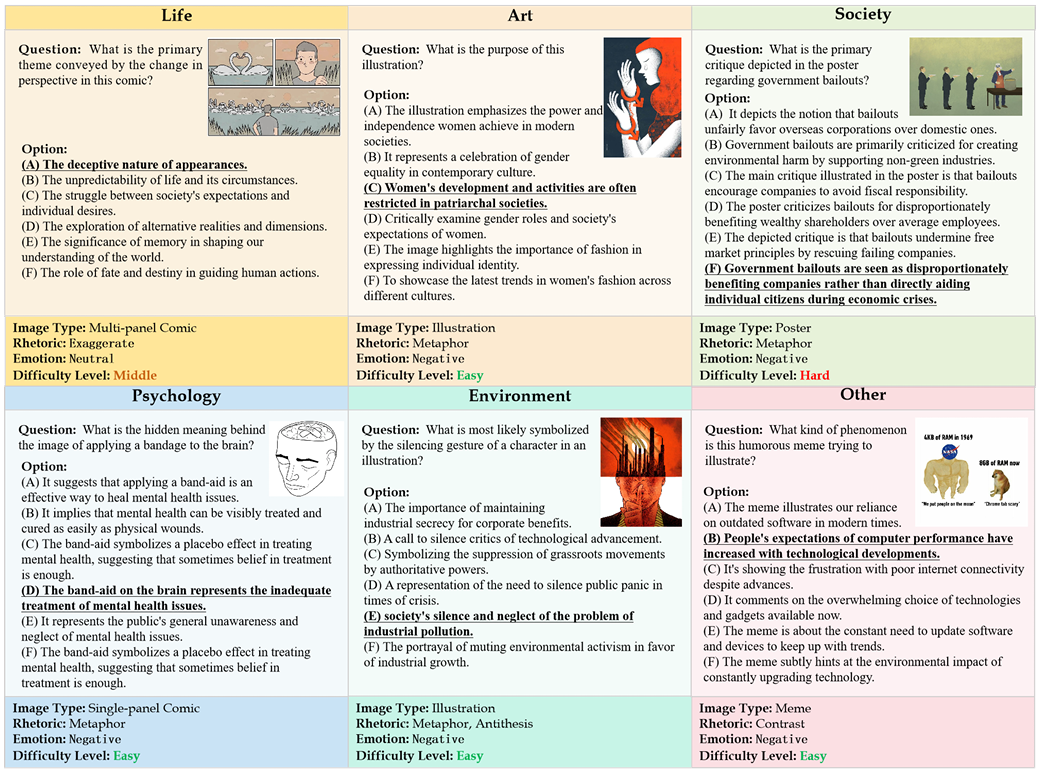 Life
Question: What is the primary
theme conveyed by the change in
perspective in this comic?
Option:
(A) The deceptive nature of appearances.
(B) The unpredictability of life and its circumstances.
(C) The struggle between society's expectations and
individual desires.
(D) The exploration of alternative realities and dimensions.
(E) The significance of memory in shaping our
understanding of the world.
(F) The role of fate and destiny in guiding human actions.
Image Type: Multi-panel Comic
Rhetoric: Exaggerate
Emotion: Neutral
Difficulty Level: Middle
Art
Question: What is the purpose of this
illustration?
Option:
(A) The illustration emphasizes the power and
independence women achieve in modern
societies.
(B) It represents a celebration of gender
equality in contemporary culture.
(C) Women's development and activities are often
restricted in patriarchal societies.
(D) Critically examine gender roles and society's
expectations of women.
(E) The image highlights the importance of fashion in
expressing individual identity.
(F) To showcase the latest trends in women's fashion across
different cultures.
Image Type: Illustration
Rhetoric: Metaphor
Emotion: Negative
Difficulty Level: Easy
Society
Question: What is the primary
critique depicted in the poster
regarding government bailouts?
Option:
(A) It depicts the notion that bailouts
unfairly favor overseas corporations over domestic ones.
(B) Government bailouts are primarily criticized for creating
environmental harm by supporting non-green industries.
(C) The main critique illustrated in the poster is that bailouts
encourage companies to avoid fiscal responsibility.
(D) The poster criticizes bailouts for disproportionately
benefiting wealthy shareholders over average employees.
(E) The depicted critique is that bailouts undermine free
market principles by rescuing failing companies.
(F) Government bailouts are seen as disproportionately
benefiting companies rather than directly aiding
individual citizens during economic crises.
Image Type: Poster
Rhetoric: Metaphor
Emotion: Negative
Difficulty Level: Hard
Psychology
Question: What is the hidden meaning behind
the image of applying a bandage to the brain?
Option:
(A) It suggests that applying a band-aid is an
effective way to heal mental health issues.
(B) It implies that mental health can be visibly treated and
cured as easily as physical wounds.
(C) The band-aid symbolizes a placebo effect in treating
mental health, suggesting that sometimes belief in treatment
is enough.
(D) The band-aid on the brain represents the inadequate
treatment of mental health issues.
(E) It represents the public's general unawareness and
neglect of mental health issues.
(F) The band-aid symbolizes a placebo effect in treating
mental health, suggesting that sometimes belief in
treatment is enough.
Image Type: Single-panel Comic
Rhetoric: Metaphor
Emotion: Negative
Difficulty Level: Easy
Environment
Question: What is most likely symbolized
by the silencing gesture of a character in an
illustration?
Option:
(A) The importance of maintaining
industrial secrecy for corporate benefits.
(B) A call to silence critics of technological advancement.
(C) Symbolizing the suppression of grassroots movements
by authoritative powers.
(D) A representation of the need to silence public panic in
times of crisis.
(E) society's silence and neglect of the problem of
industrial pollution.
(F) The portrayal of muting environmental activism in favor
of industrial growth.
Image Type: Illustration
Rhetoric: Metaphor, Antithesis
Emotion: Negative
Difficulty Level: Easy
Other
Question: What kind of phenomenon
is this humorous meme trying to
illustrate?
4KB of RAM in 1969
NASA
8GB of RAM now
"We put people on the moon"
"Chrome tab scary"
Option:
(A) The meme illustrates our reliance
on outdated software in modern times.
(B) People's expectations of computer performance have
increased with technological developments.
(C) It's showing the frustration with poor internet connectivity
despite advances.
(D) It comments on the overwhelming choice of technologies
and gadgets available now.
(E) The meme is about the constant need to update software
and devices to keep up with trends.
(F) The meme subtly hints at the environmental impact of
constantly upgrading technology.
Image Type: Meme
Rhetoric: Contrast
Emotion: Negative
Difficulty Level: Easy